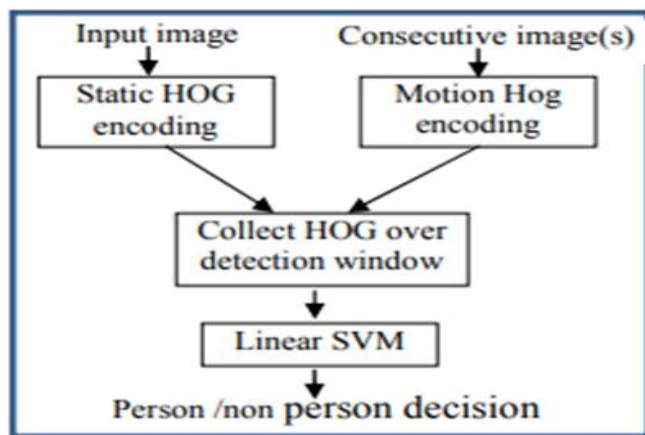 Input image
Consecutive image(s)
Static HOG
encoding
Motion Hog
encoding
Collect HOG over
detection window
Linear SVM
Person /non person decision